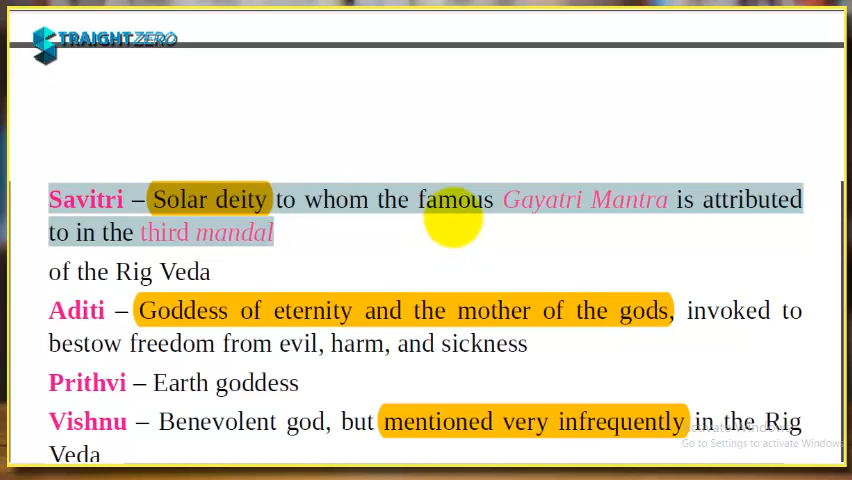 STRAIGHTZERO
Savitri – Solar deity to whom the famous Gayatri Mantra is attributed
to in the third mandal
of the Rig Veda
Aditi – Goddess of eternity and the mother of the gods, invoked to
bestow freedom from evil, harm, and sickness
Prithvi – Earth goddess
Vishnu – Benevolent god, but mentioned very infrequently in the Rig
Veda
Activate Windows
Go to Settings to activate Windows